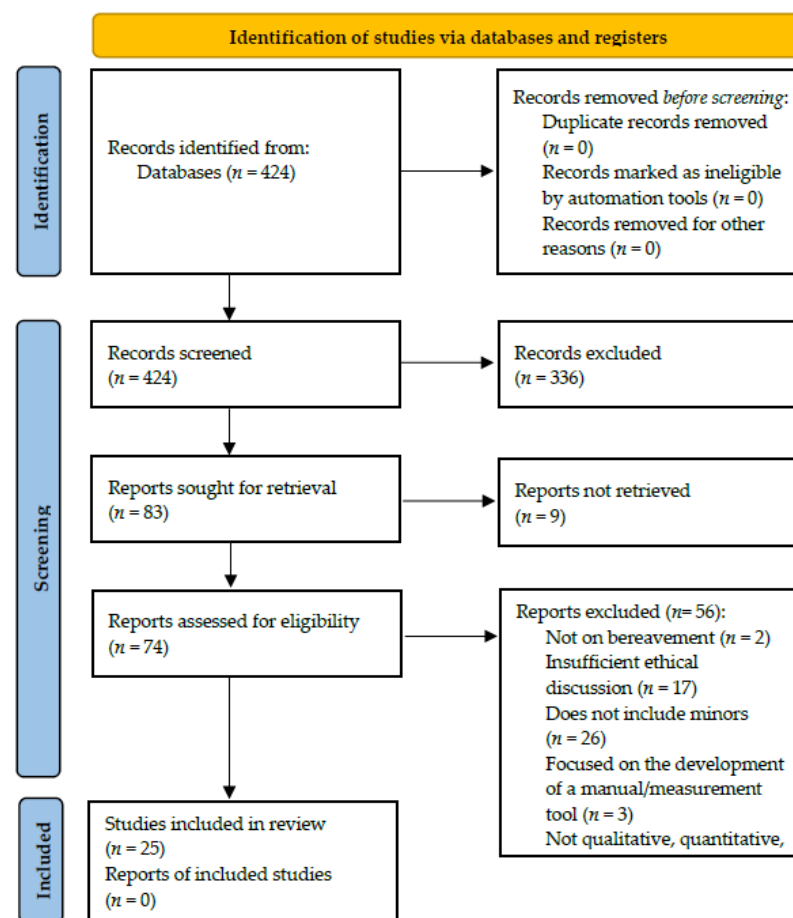 Identification of studies via databases and registers
Identification
Records identified from:
Databases (n = 424)
Records removed before screening:
Duplicate records removed
(n = 0)
Records marked as ineligible
by automation tools (n = 0)
Records removed for other
reasons (n = 0)
Screening
Records screened
(n = 424)
Records excluded
(n = 336)
Reports sought for retrieval
(n = 83)
Reports not retrieved
(n = 9)
Reports assessed for eligibility
(n = 74)
Reports excluded (n= 56):
Not on bereavement (n = 2)
Insufficient ethical
discussion (n = 17)
Does not include minors
(n = 26)
Focused on the development
of a manual/measurement
tool (n = 3)
Not qualitative, quantitative,
Included
Studies included in review
(n = 25)
Reports of included studies
(n = 0)